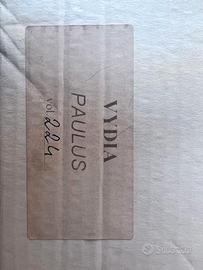 VYDIA
PAULUS
vol. 224
Subito.it